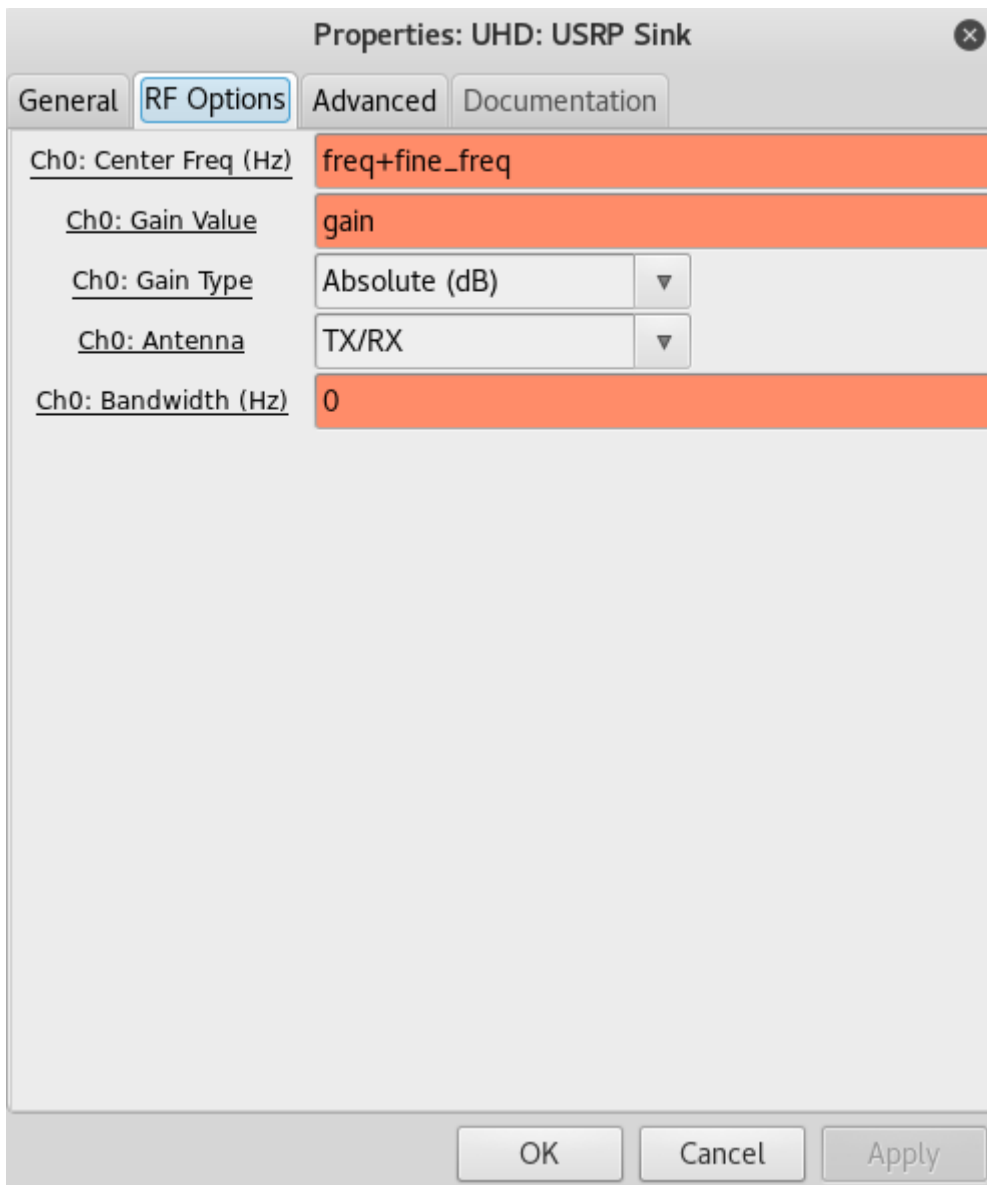 Properties: UHD: USRP Sink
General RF Options Advanced Documentation
Ch0: Center Freq (Hz) freq+fine_freq
Ch0: Gain Value gain
Ch0: Gain Type Absolute (dB)
Ch0: Antenna TX/RX
Ch0: Bandwidth (Hz) 0
OK Cancel Apply